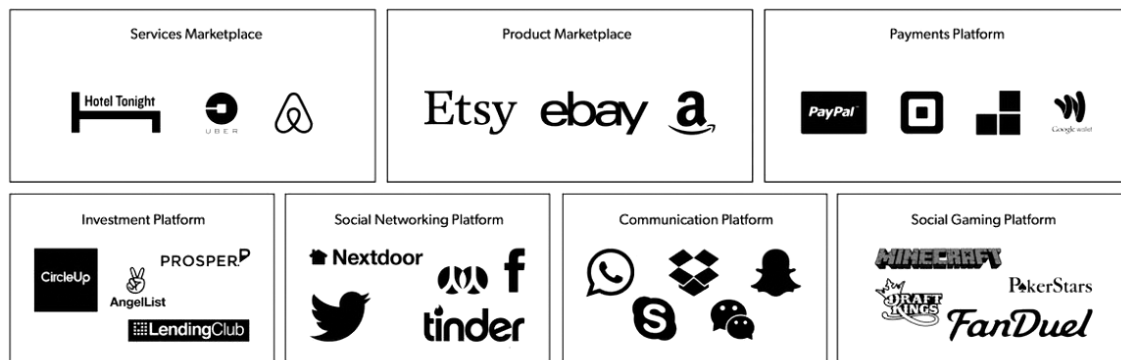 Services Marketplace
Hotel Tonight
UBER
Product Marketplace
Etsy
ebay
a
Payments Platform
PayPal™
Google wallet
Investment Platform
CircleUp
PROSPER
AngelList
LendingClub
Social Networking Platform
Nextdoor
f
tinder
Communication Platform
S
Social Gaming Platform
MINECRAFT
PokerStars
DRAFT
KINGS
FanDuel